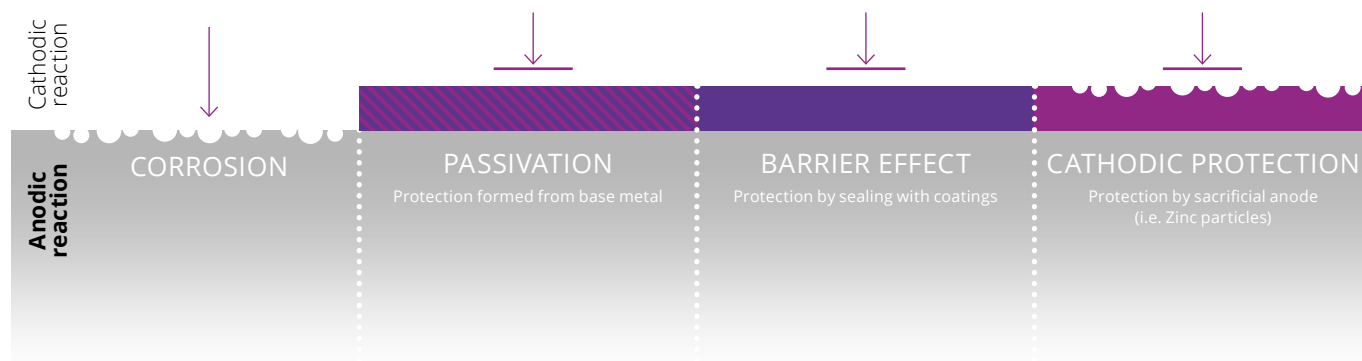 Cathodic
reaction
Anodic
reaction
CORROSION
PASSIVATION
Protection formed from base metal
BARRIER EFFECT
Protection by sealing with coatings
CATHODIC PROTECTION
Protection by sacrificial anode
(i.e. Zinc particles)